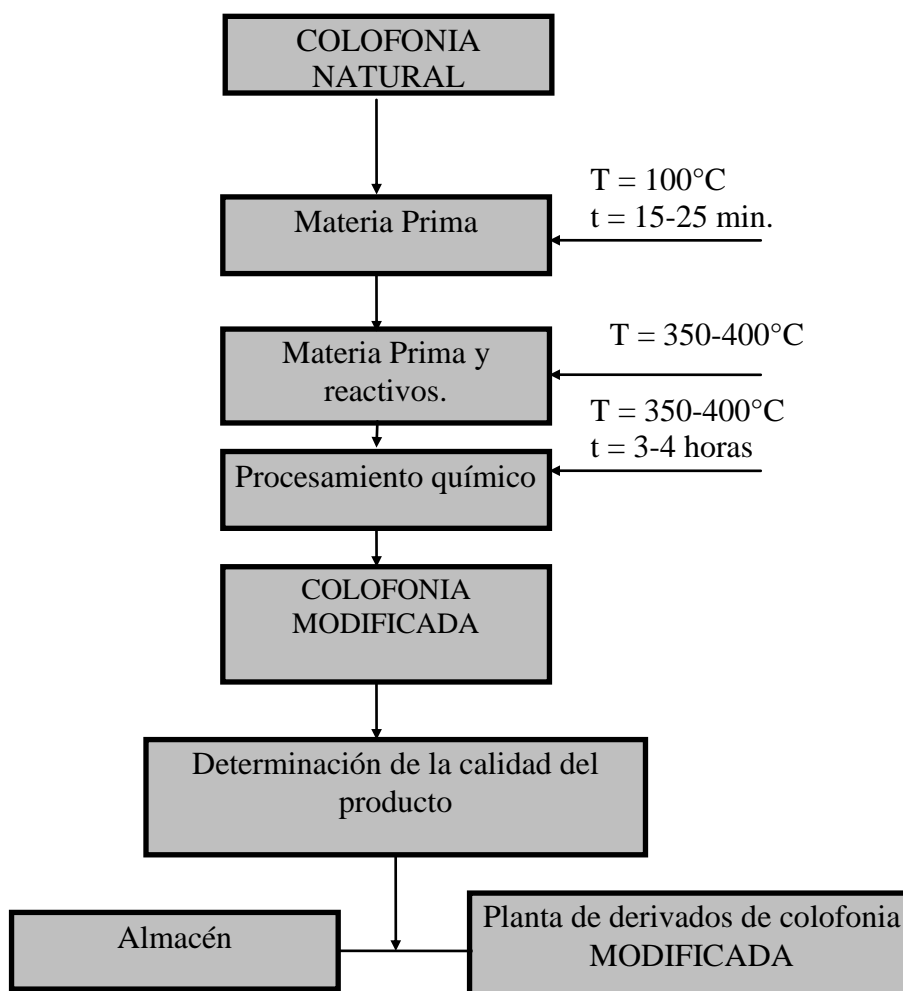 COLOFONIA
NATURAL
T = 100°C
t = 15-25 min.
Materia Prima
T = 350-400°C
Materia Prima y
reactivos.
T = 350-400°C
t = 3-4 horas
Procesamiento químico
COLOFONIA
MODIFICADA
Determinación de la calidad del
producto
Almacén
Planta de derivados de colofonia
MODIFICADA